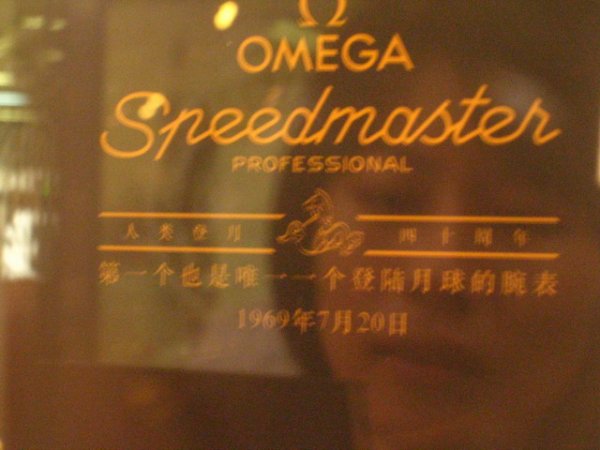 Ω
OMEGA
Speedmaster
PROFESSIONAL
人类登月 四十周年
第一个也是唯一一个登陆月球的腕表
1969年7月20日